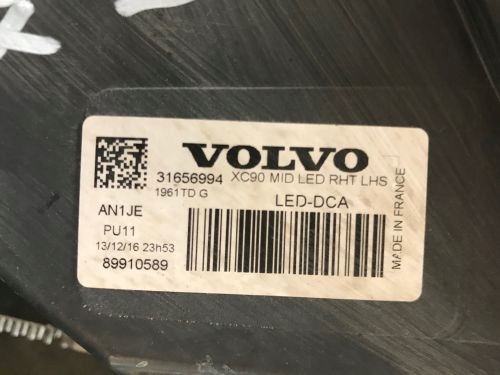 VOLVO
31656994 XC90 MID LED RHT LHS
1961TD G
LED-DCA
AN1JE
PU11
13/12/16 23h53
89910589
MADE IN FRANCE